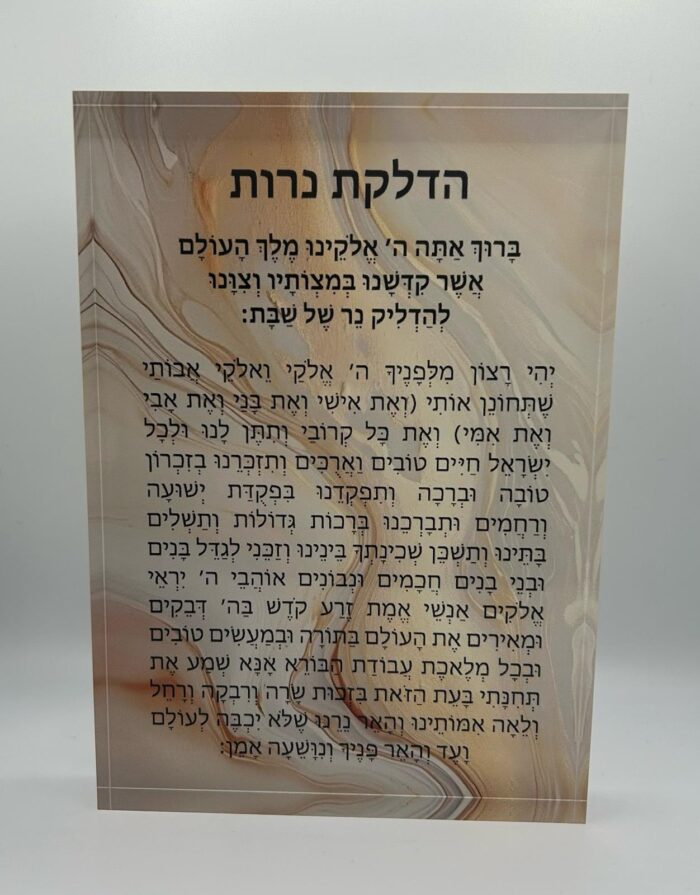 הדלקת נרות
בָּרוּךְ אַתָּה ה׳ אֱלֹקֵינוּ מֶלֶךְ הָעוֹלָם
אֲשֶׁר קִדְּשָׁנוּ בְּמִצְוֹתָיו וְצִוָּנוּ
לְהַדְלִיק נֵר שֶׁל שַׁבָּת:
יְהִי רָצוֹן מִלְּפָנֶיךָ ה׳ אֱלֹקַי וֵאלֹקֵי אֲבוֹתַי
שֶׁתְּחוֹנֵן אוֹתִי (וְאֶת אִישִׁי וְאֶת בָּנַי וְאֶת אָבִי
וְאֶת אִמִּי) וְאֶת כָּל קְרוֹבַי וְתִתֶּן לָנוּ וּלְכָל
יִשְׂרָאֵל חַיִּים טוֹבִים וַאֲרֻכִּים וְתִזְכְּרֵנוּ בְזִכְרוֹן
טוֹבָה וּבְרָכָה וְתִפְקְדֵנוּ בִּפְקֻדַּת יְשׁוּעָה
וְרַחֲמִים וּתְבָרְכֵנוּ בְּרָכוֹת גְּדוֹלוֹת וְתַשְׁלִים
בָּתֵּינוּ וְתַשְׁכֵּן שְׁכִינָתְךָ בֵּינֵינוּ וְזַכֵּנִי לְגַדֵּל בָּנִים
וּבְנֵי בָנִים חֲכָמִים וּנְבוֹנִים אוֹהֲבֵי ה׳ יִרְאֵי
אֱלֹקִים אַנְשֵׁי אֱמֶת זֶרַע קֹדֶשׁ בַּה׳ דְּבֵקִים
וּמְאִירִים אֶת הָעוֹלָם בַּתּוֹרָה וּבְמַעֲשִׂים טוֹבִים
וּבְכָל מְלֶאכֶת עֲבוֹדַת הַבּוֹרֵא אָנָּא שְׁמַע אֶת
תְּחִנָּתִי בָּעֵת הַזֹּאת בִּזְכוּת שָׂרָה וְרִבְקָה וְרָחֵל
וְלֵאָה אִמּוֹתֵינוּ וְהָאֵר נֵרֵנוּ שֶׁלֹּא יִכְבֶּה לְעוֹלָם
וָעֶד וְהָאֵר פָּנֶיךָ וְנִוָּשֵׁעָה אָמֵן: